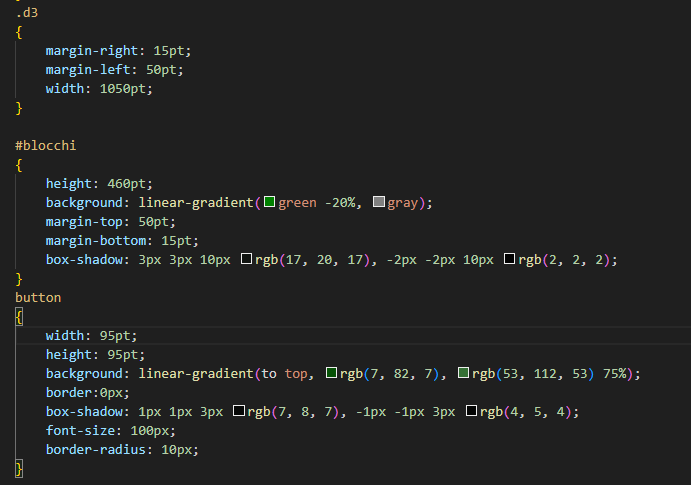 .d3
{
margin-right: 15pt;
margin-left: 50pt;
width: 1050pt;
}
#blocchi
{
height: 460pt;
background: linear-gradient(green -20%, gray);
margin-top: 50pt;
margin-bottom: 15pt;
box-shadow: 3px 3px 10px rgb(17, 20, 17), -2px -2px 10px rgb(2, 2, 2);
}
button
{
width: 95pt;
height: 95pt;
background: linear-gradient(to top, rgb(7, 82, 7), rgb(53, 112, 53) 75%);
border:0px;
box-shadow: 1px 1px 3px rgb(7, 8, 7), -1px -1px 3px rgb(4, 5, 4);
font-size: 100px;
border-radius: 10px;
}